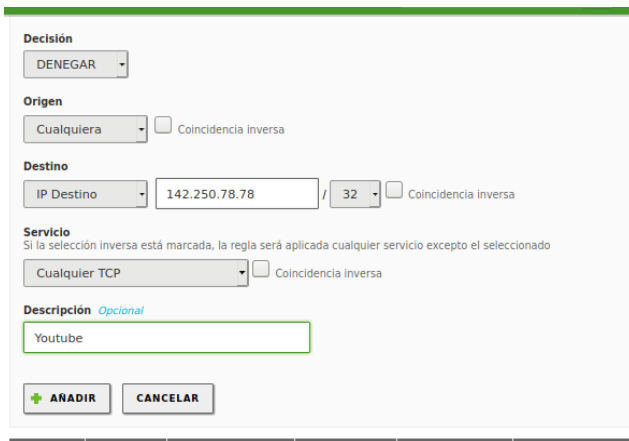 Decisión
DENEGAR
Origen
Cualquiera Coincidencia inversa
Destino
IP Destino 142.250.78.78 / 32 Coincidencia inversa
Servicio
Si la selección inversa está marcada, la regla será aplicada cualquier servicio excepto el seleccionado
Cualquier TCP Coincidencia inversa
Descripción Opcional
Youtube
AÑADIR CANCELAR